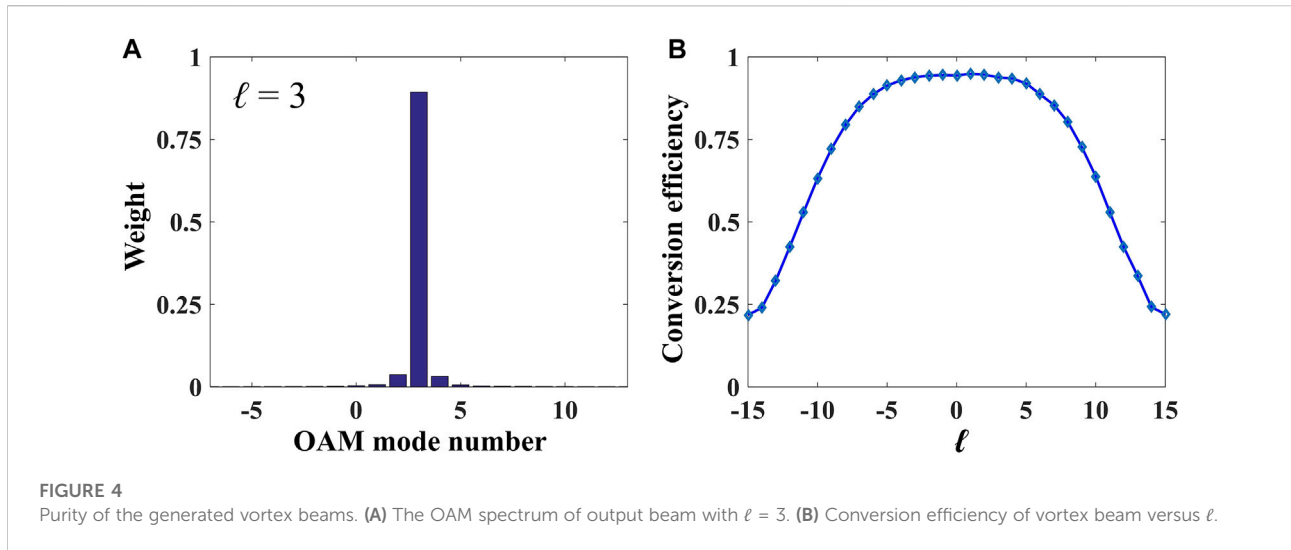 A
ℓ = 3
1
0.75
0.5
0.25
0
Weight
-5 0 5 10
OAM mode number
B
1
0.75
0.5
0.25
0
Conversion efficiency
-15 -10 -5 0 5 10 15
ℓ
FIGURE 4
Purity of the generated vortex beams. (A) The OAM spectrum of output beam with ℓ = 3. (B) Conversion efficiency of vortex beam versus ℓ.